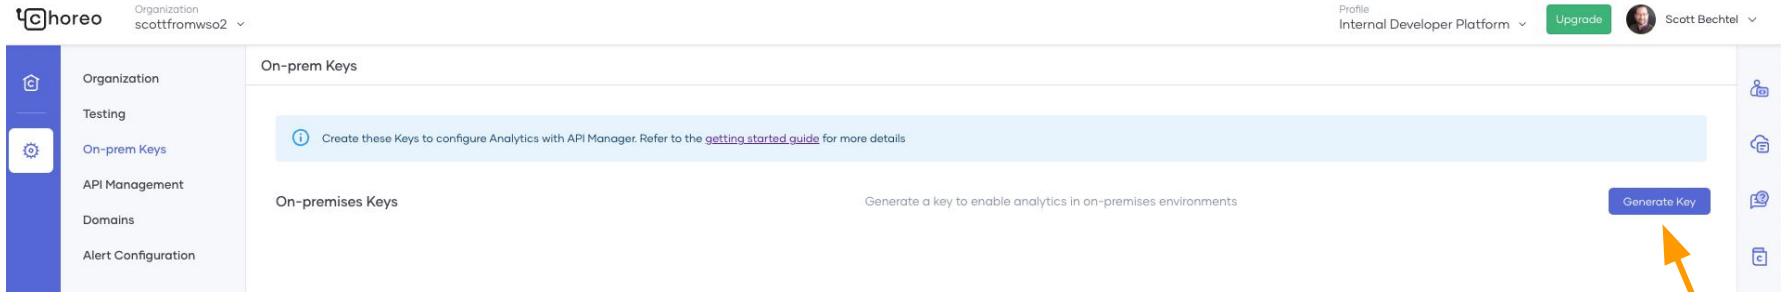 Choreo
Organization
scottfromwso2
Profile
Internal Developer Platform
Upgrade
Scott Bechtel
Organization
Testing
On-prem Keys
API Management
Domains
Alert Configuration
On-prem Keys
Create these Keys to configure Analytics with API Manager. Refer to the getting started guide for more details
On-premises Keys
Generate a key to enable analytics in on-premises environments
Generate Key